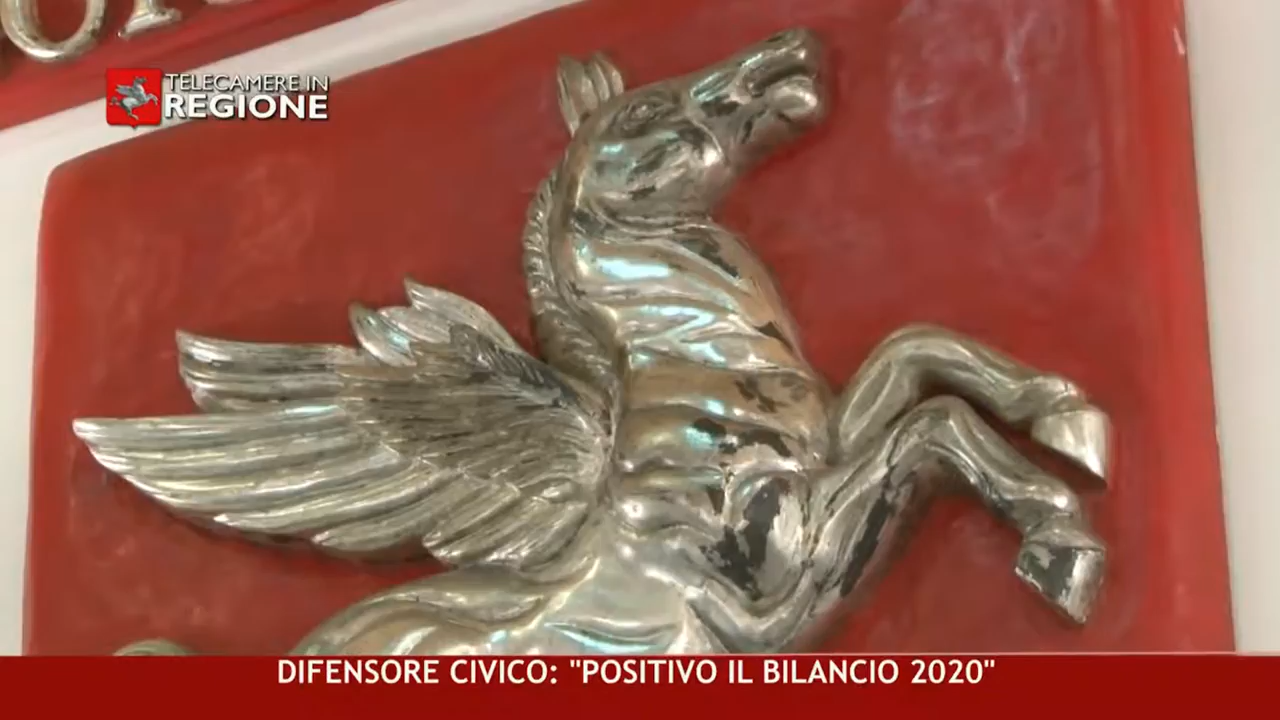 TELECAMERE IN
REGIONE
DIFENSORE CIVICO: "POSITIVO IL BILANCIO 2020"